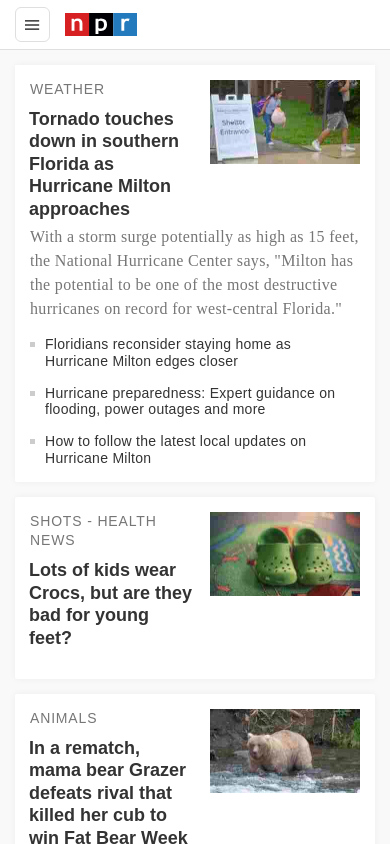 npr
WEATHER
Tornado touches
down in southern
Florida as
Hurricane Milton
approaches
Shelter
Entrance
With a storm surge potentially as high as 15 feet,
the National Hurricane Center says, "Milton has
the potential to be one of the most destructive
hurricanes on record for west-central Florida."
Floridians reconsider staying home as
Hurricane Milton edges closer
Hurricane preparedness: Expert guidance on
flooding, power outages and more
How to follow the latest local updates on
Hurricane Milton
SHOTS - HEALTH
NEWS
Lots of kids wear
Crocs, but are they
bad for young
feet?
ANIMALS
In a rematch,
mama bear Grazer
defeats rival that
killed her cub to
win Fat Bear Week